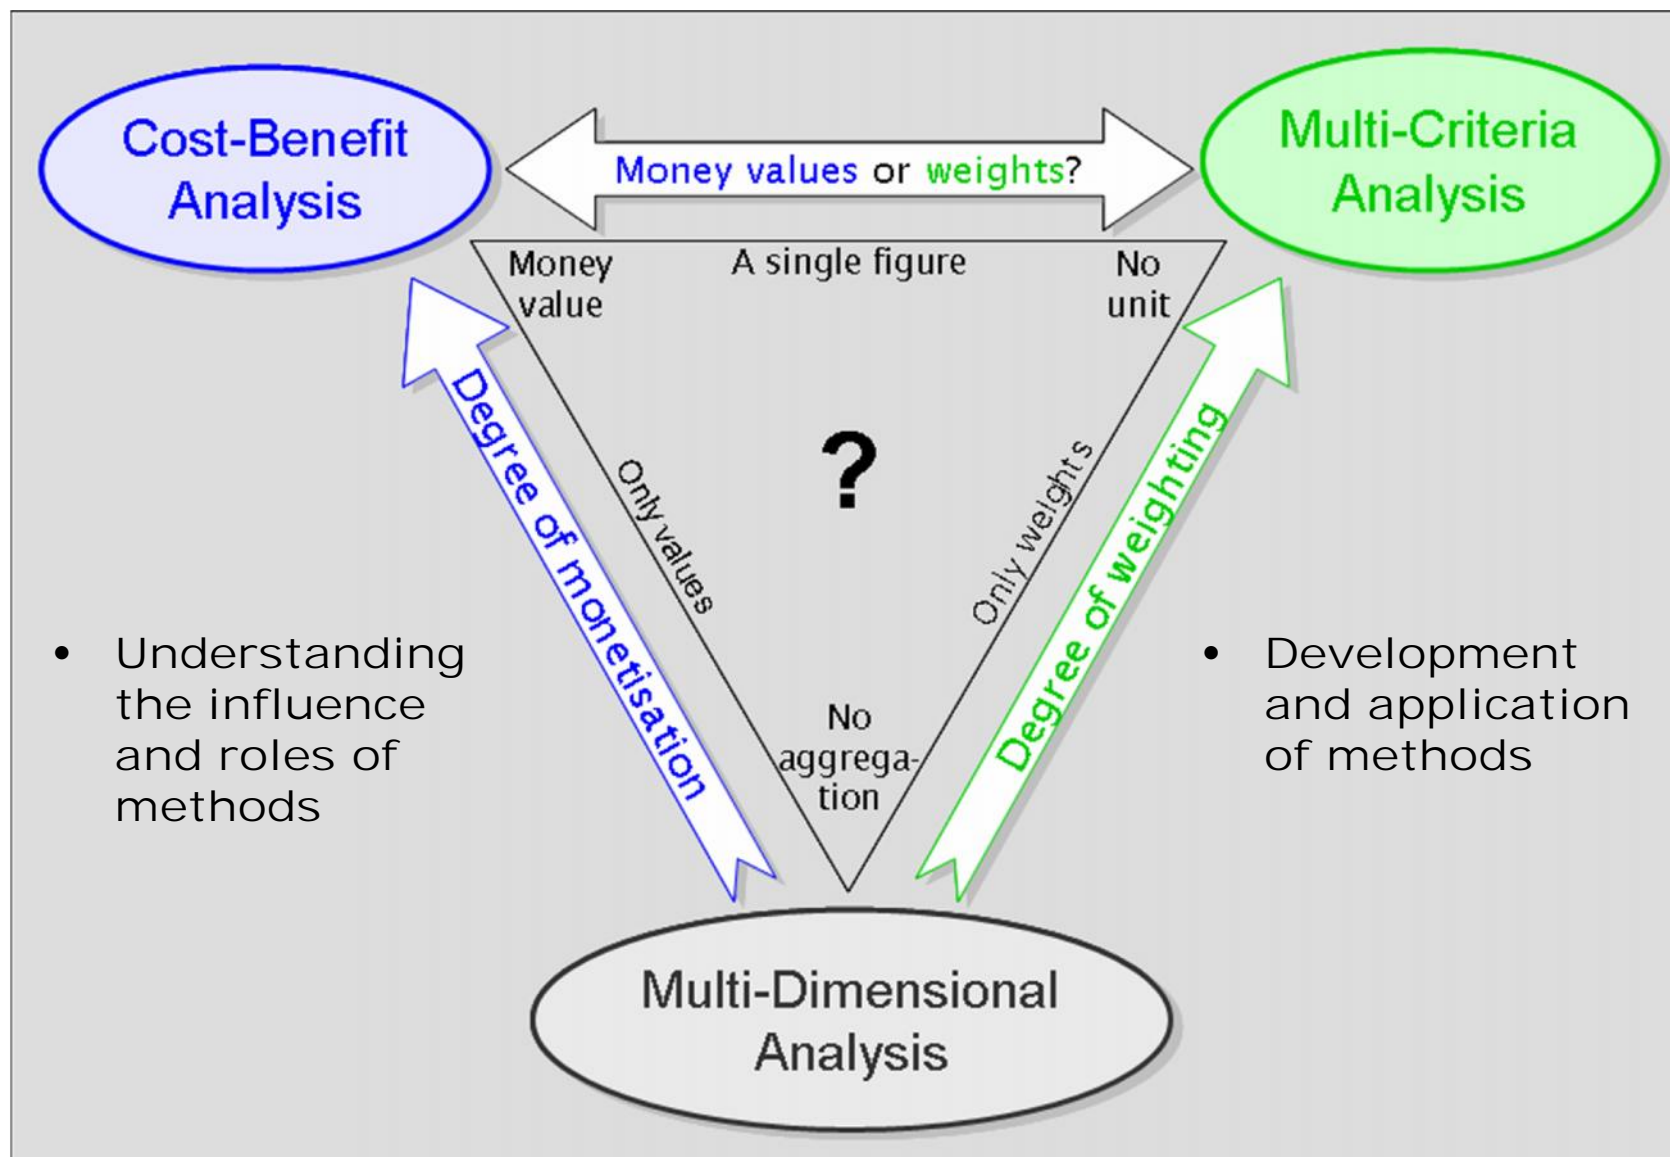 Cost-Benefit
Analysis
Money values or weights?
Multi-Criteria
Analysis
Money
value
A single figure
No
unit
Degree of monetisation
Only values
?
Only weights
Degree of weighting
• Understanding
the influence
and roles of
methods
• Development
and application
of methods
No
aggrega-
tion
Multi-Dimensional
Analysis